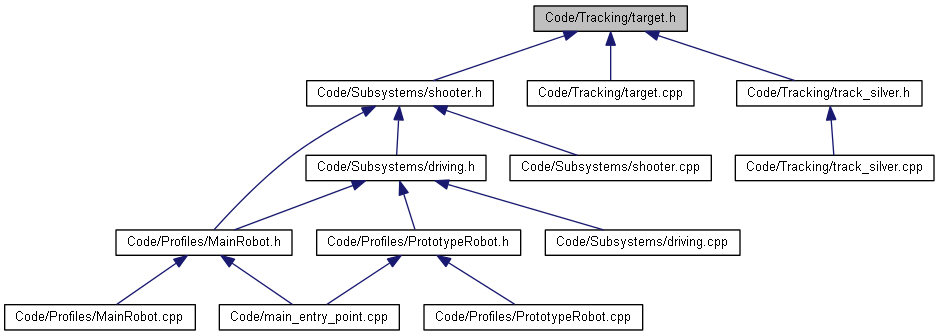 Code/Tracking/target.h
Code/Subsystems/shooter.h
Code/Tracking/target.cpp
Code/Tracking/track_silver.h
Code/Subsystems/driving.h
Code/Subsystems/shooter.cpp
Code/Tracking/track_silver.cpp
Code/Profiles/MainRobot.h
Code/Profiles/PrototypeRobot.h
Code/Subsystems/driving.cpp
Code/Profiles/MainRobot.cpp
Code/main_entry_point.cpp
Code/Profiles/PrototypeRobot.cpp